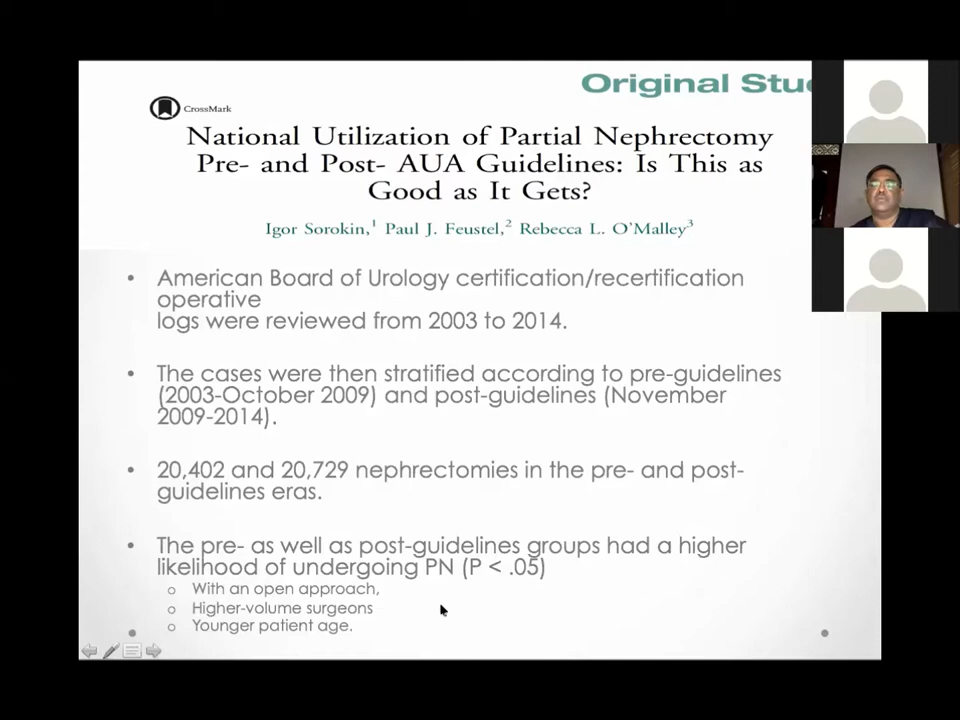 Original Stu
CrossMark
National Utilization of Partial Nephrectomy
Pre- and Post- AUA Guidelines: Is This as
Good as It Gets?
Igor Sorokin,1 Paul J. Feustel,2 Rebecca L. O'Malley3
• American Board of Urology certification/recertification
operative
logs were reviewed from 2003 to 2014.
• The cases were then stratified according to pre-guidelines
(2003-October 2009) and post-guidelines (November
2009-2014).
• 20,402 and 20,729 nephrectomies in the pre- and post-
guidelines eras.
• The pre- as well as post-guidelines groups had a higher
likelihood of undergoing PN (P < .05)
o With an open approach,
o Higher-volume surgeons
o Younger patient age.